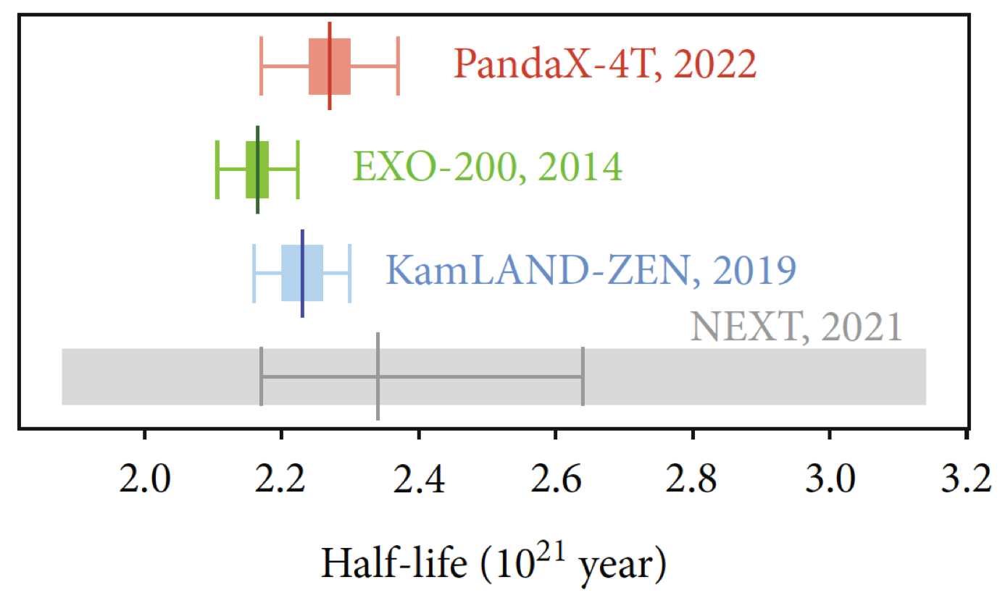 PandaX-4T, 2022
EXO-200, 2014
KamLAND-ZEN, 2019
NEXT, 2021
2.0 2.2 2.4 2.6 2.8 3.0 3.2
Half-life (10²¹ year)